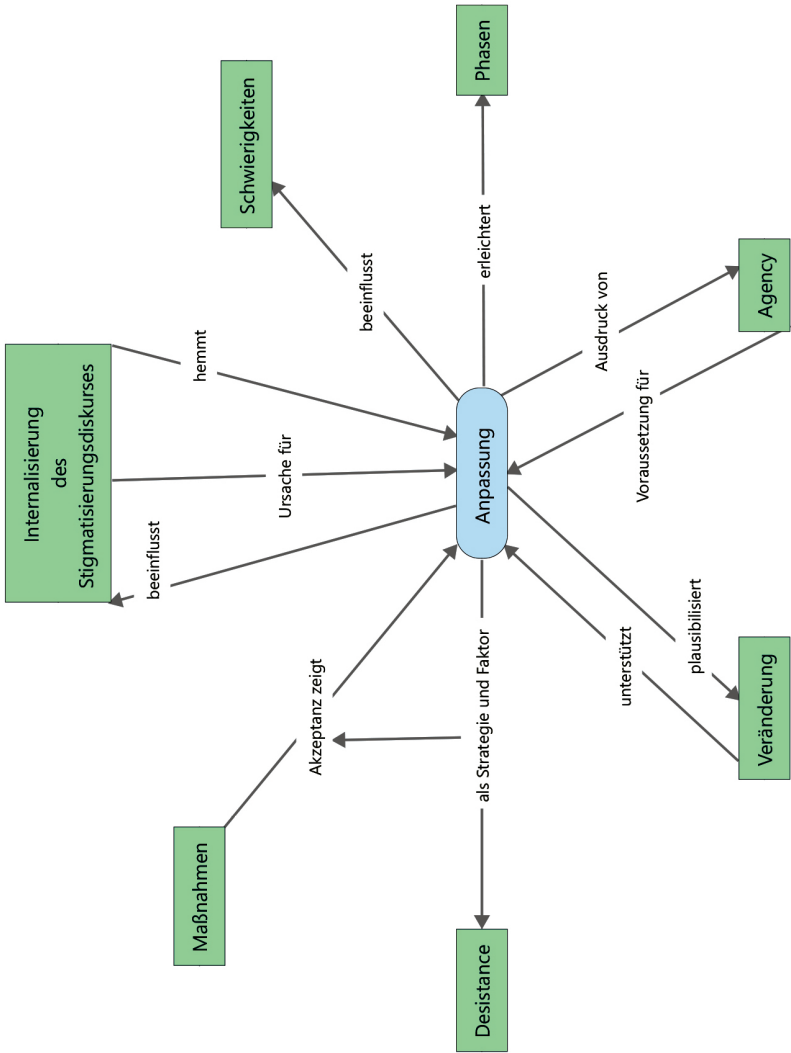 Internalisierung
des
Stigmatisierungsdiskurses
Maßnahmen
Schwierigkeiten
beeinflusst
Ursache für
hemmt
Akzeptanz zeigt
beeinflusst
Desistance
als Strategie und Faktor
Anpassung
erleichtert
Phasen
unterstützt
Voraussetzung für
Ausdruck von
plausibilisiert
Veränderung
Agency